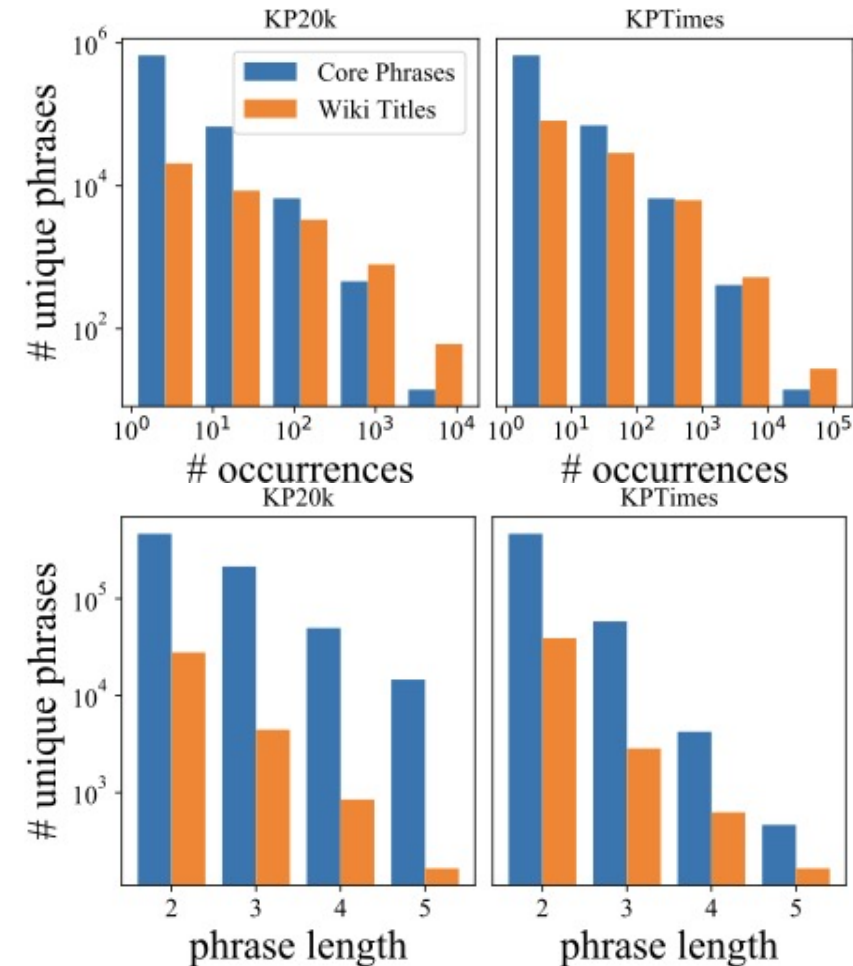 KP20k
KPTimes
Core Phrases
Wiki Titles
# unique phrases
10^6
10^4
10^2
10^0 10^1 10^2 10^3 10^4
10^0 10^1 10^2 10^3 10^4 10^5
# occurrences
# occurrences
KP20k
KPTimes
# unique phrases
10^5
10^4
10^3
2 3 4 5
2 3 4 5
phrase length
phrase length